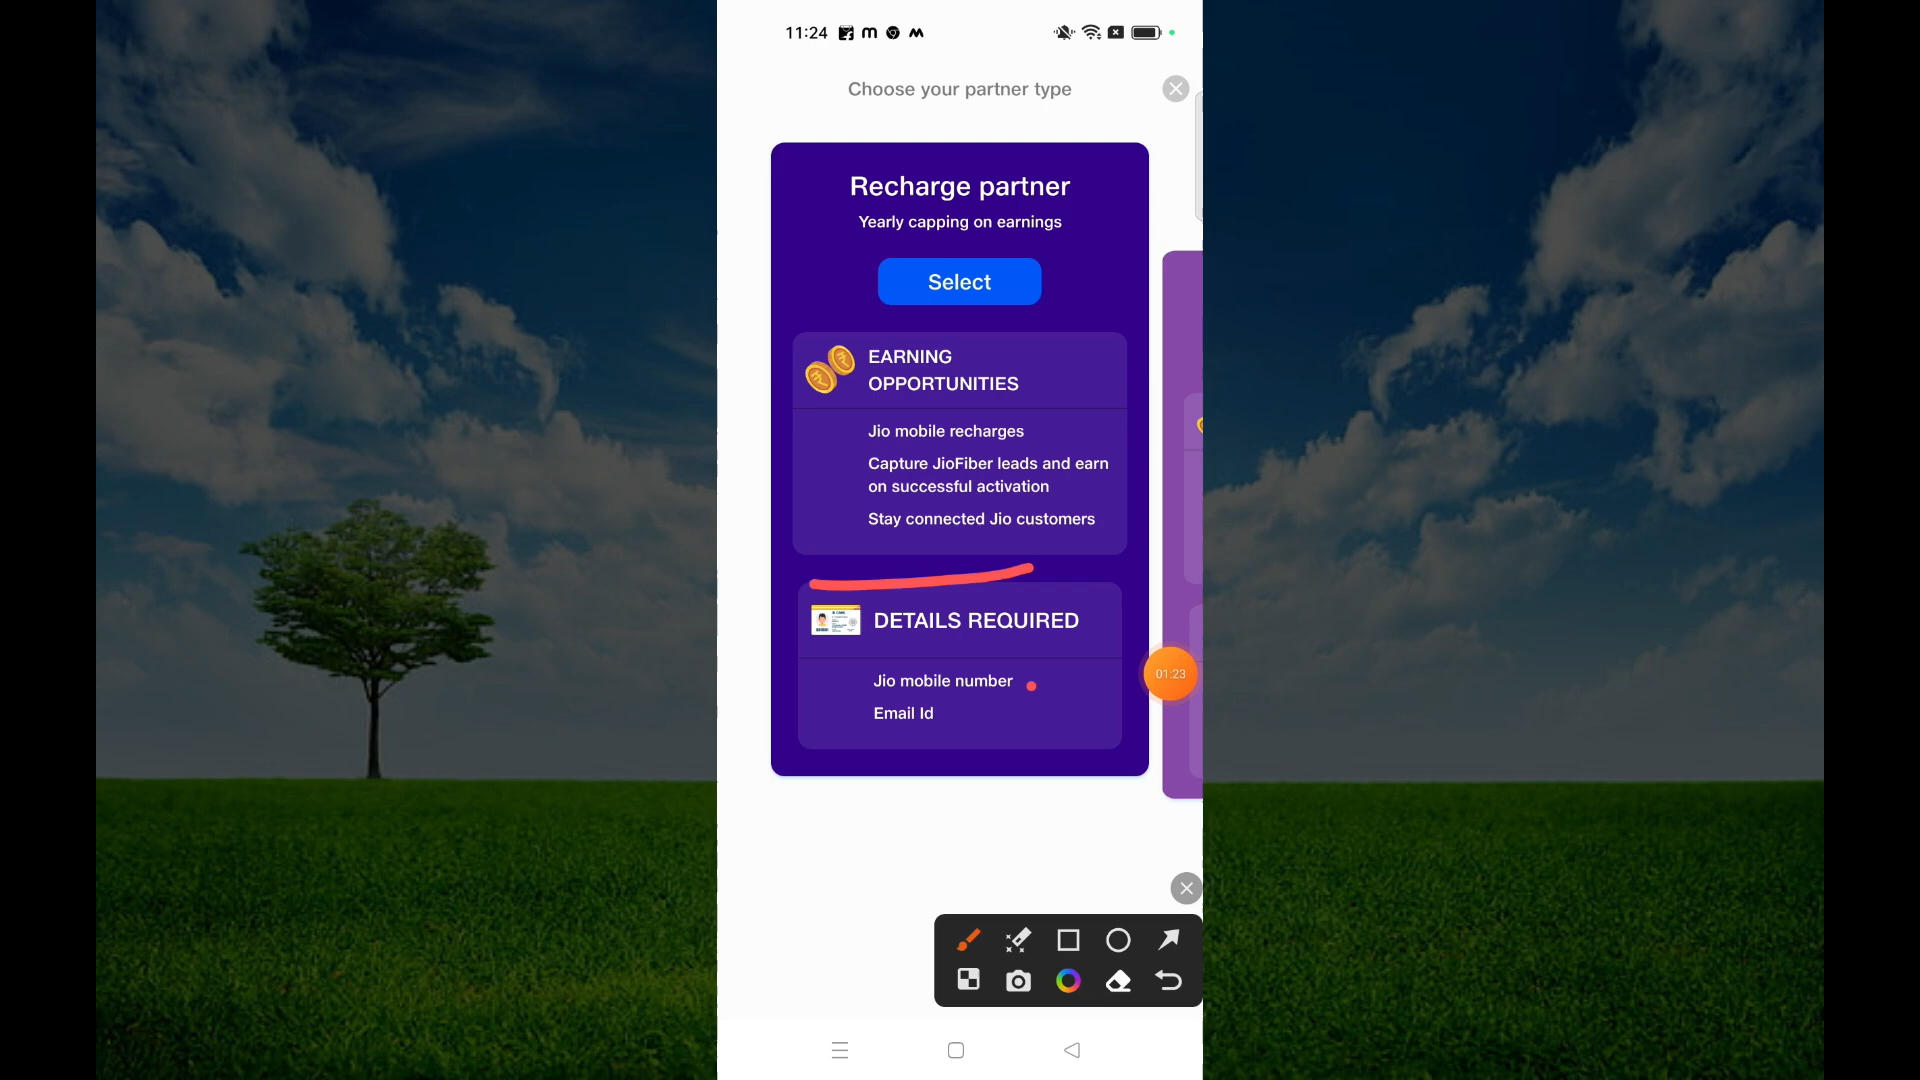 11:24
Choose your partner type
Recharge partner
Yearly capping on earnings
Select
EARNING
OPPORTUNITIES
Jio mobile recharges
Capture JioFiber leads and earn
on successful activation
Stay connected Jio customers
DETAILS REQUIRED
Jio mobile number
Email Id
01:23